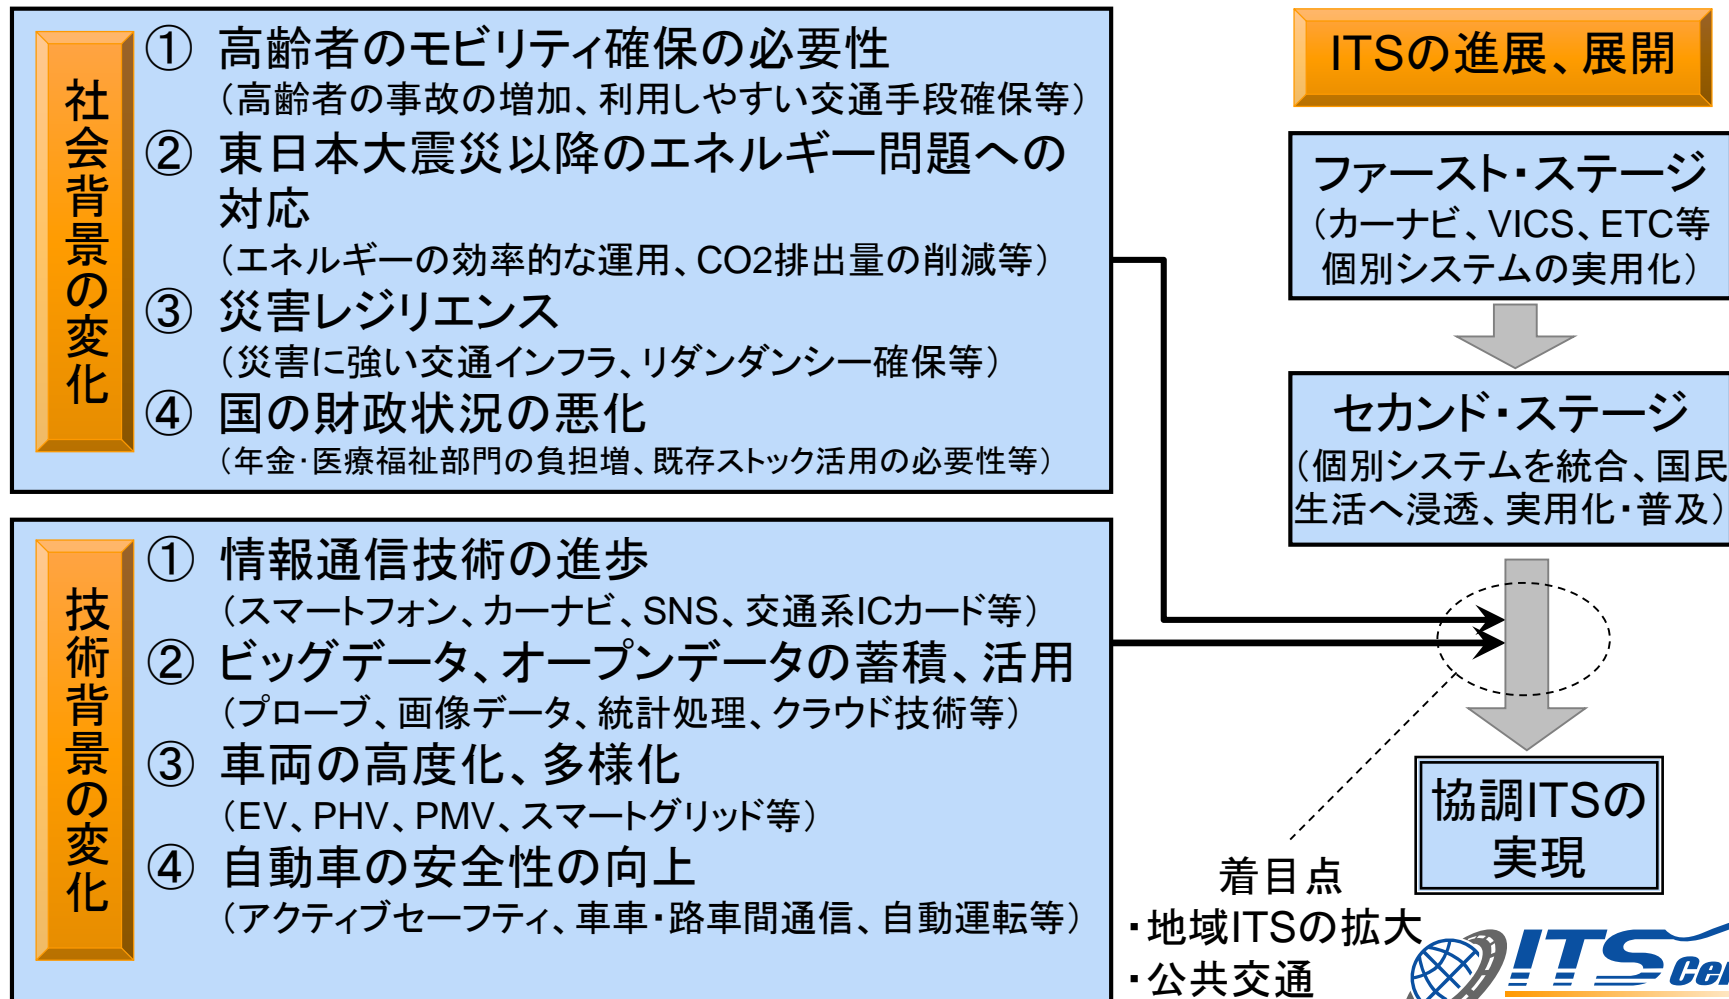 社会背景の変化
① 高齢者のモビリティ確保の必要性
（高齢者の事故の増加、利用しやすい交通手段確保等）
② 東日本大震災以降のエネルギー問題への
対応
（エネルギーの効率的な運用、CO2排出量の削減等）
③ 災害レジリエンス
（災害に強い交通インフラ、リダンダンシー確保等）
④ 国の財政状況の悪化
（年金･医療福祉部門の負担増、既存ストック活用の必要性等）
技術背景の変化
① 情報通信技術の進歩
（スマートフォン、カーナビ、SNS、交通系ICカード等）
② ビッグデータ、オープンデータの蓄積、活用
（プローブ、画像データ、統計処理、クラウド技術等）
③ 車両の高度化、多様化
（EV、PHV、PMV、スマートグリッド等）
④ 自動車の安全性の向上
（アクティブセーフティ、車車・路車間通信、自動運転等）
ITSの進展、展開
ファースト・ステージ
（カーナビ、VICS、ETC等
個別システムの実用化）
セカンド・ステージ
（個別システムを統合、国民
生活へ浸透、実用化・普及）
協調ITSの
実現
着目点
・地域ITSの拡大
・公共交通
ITS Cen